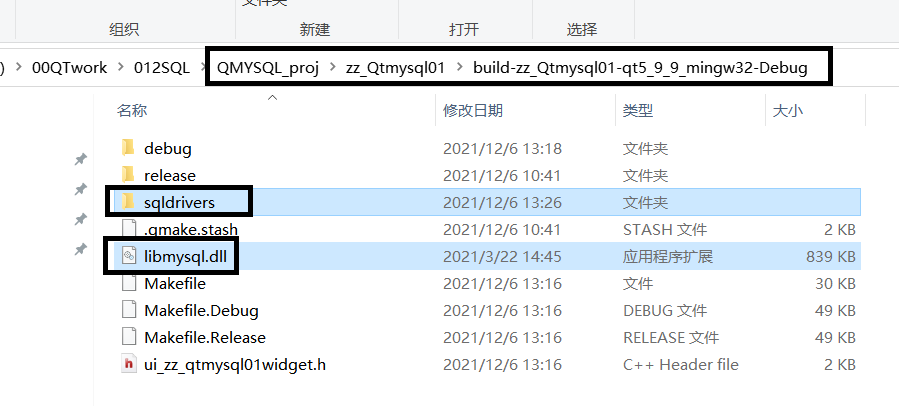 文件夹
组织 新建 打开 选择
) 00QTwork 012SQL QMYSQL_proj zz_Qtmysql01 build-zz_Qtmysql01-qt5_9_9_mingw32-Debug
名称 修改日期 类型 大小
debug 2021/12/6 13:18 文件夹
release 2021/12/6 10:41 文件夹
sqldrivers 2021/12/6 13:26 文件夹
.qmake.stash 2021/12/6 10:41 STASH 文件 2 KB
libmysql.dll 2021/3/22 14:45 应用程序扩展 839 KB
Makefile 2021/12/6 13:16 文件 30 KB
Makefile.Debug 2021/12/6 13:16 DEBUG 文件 49 KB
Makefile.Release 2021/12/6 13:16 RELEASE 文件 49 KB
ui_zz_qtmysql01widget.h 2021/12/6 13:16 C++ Header file 2 KB